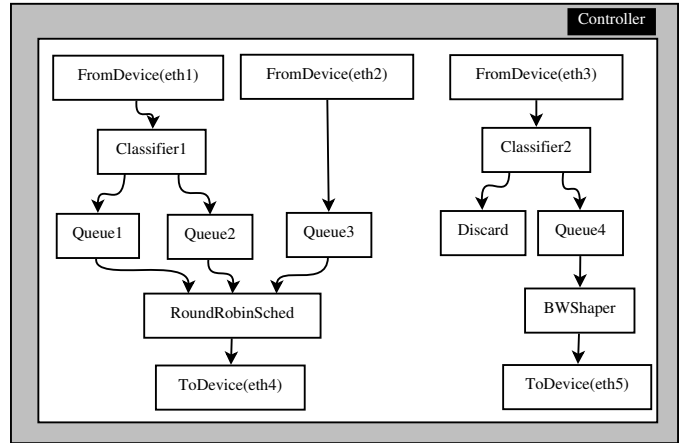 Controller
FromDevice(eth1)
FromDevice(eth2)
FromDevice(eth3)
Classifier1
Classifier2
Queue1
Queue2
Queue3
Discard
Queue4
RoundRobinSched
BWShaper
ToDevice(eth4)
ToDevice(eth5)